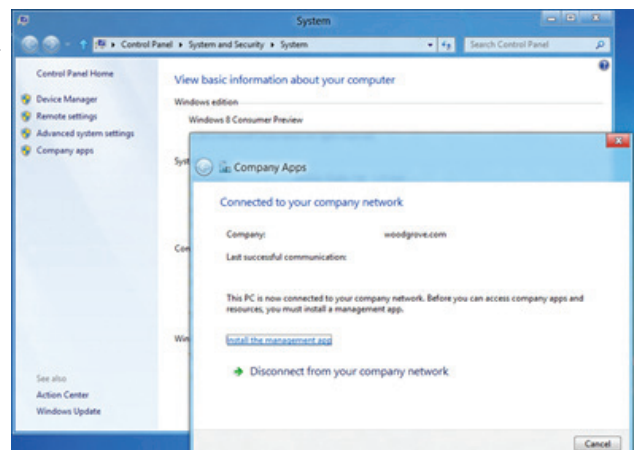 System
Control Panel ▸ System and Security ▸ System
Search Control Panel
Control Panel Home
Device Manager
Remote settings
Advanced system settings
Company apps
See also
Action Center
Windows Update
View basic information about your computer
Windows edition
Windows 8 Consumer Preview
Syst
Con
Win
Company Apps
Connected to your company network
Company: woodgrove.com
Last successful communication:
This PC is now connected to your company network. Before you can access company apps and
resources, you must install a management app.
Install the management app
Disconnect from your company network
Cancel